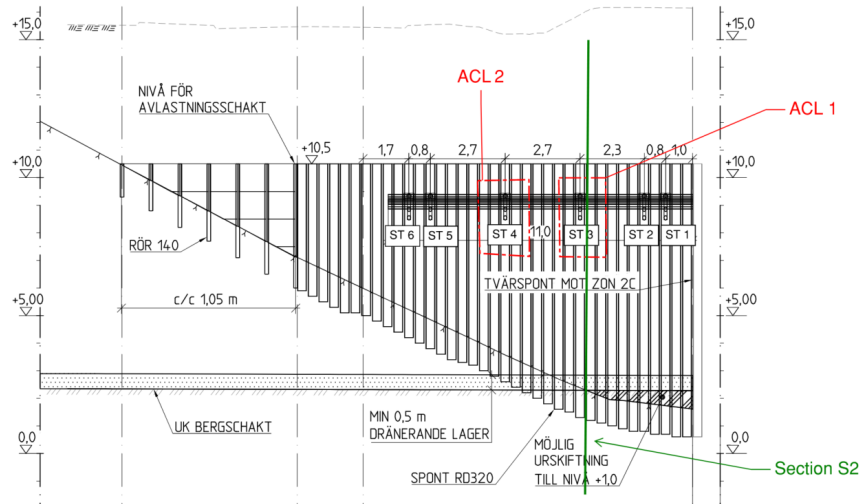 +15,0
+15,0
ACL 2
ACL 1
NIVÅ FÖR
AVLASTNINGSSCHAKT
+10,5
1,7
0,8
2,7
2,7
2,3
0,8
1,0
+10,0
+10,0
ST 6
ST 5
ST 4
11,0
ST 3
ST 2
ST 1
RÖR 140
TVÄRSPONT MOT ZON 2C
c/c 1,05 m
+5,00
+5,00
UK BERGSCHAKT
MIN 0,5 m
DRÄNERANDE LAGER
SPONT RD320
MÖJLIG
URSKIFTNING
TILL NIVÅ +1,0
0,0
0,0
Section S2